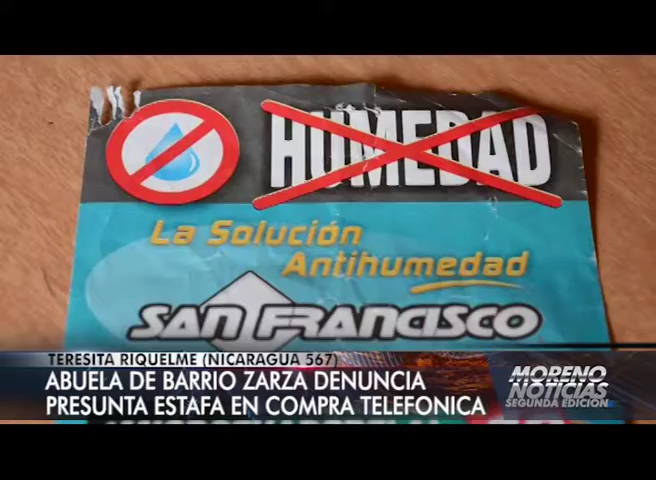 HUMEDAD
La Solución
Antihumedad
SAN FRANCISCO
TERESITA RIQUELME (NICARAGUA 567)
ABUELA DE BARRIO ZARZA DENUNCIA
PRESUNTA ESTAFA EN COMPRA TELEFONICA
MORENO
NOTICIAS
SEGUNDA EDICION